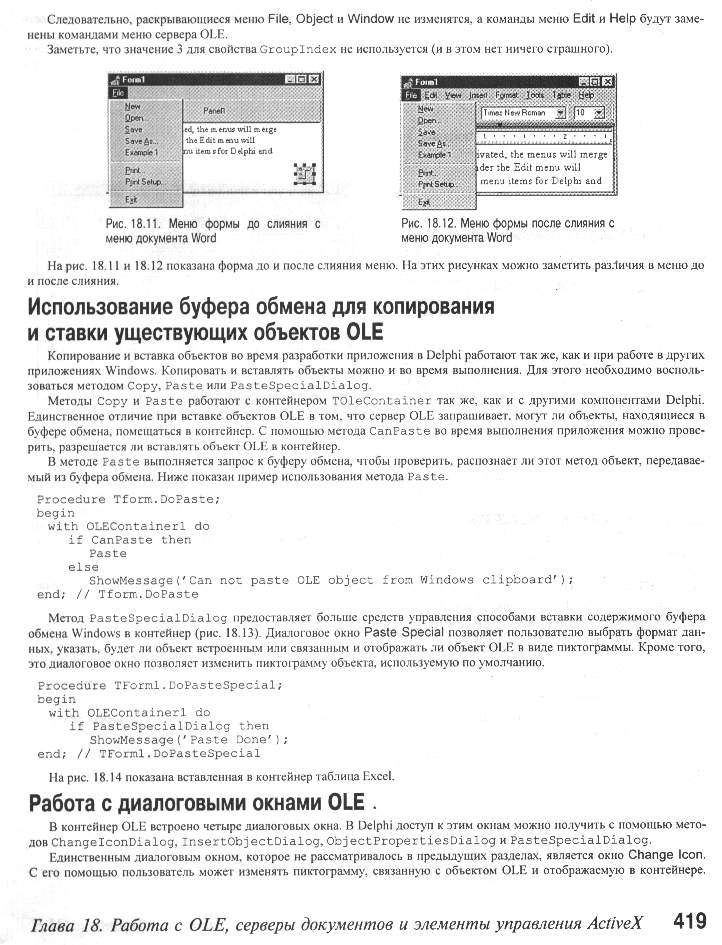 Следовательно, раскрывающиеся меню File, Object и Window не изменятся, а команды меню Edit и Help будут заме-
нены командами меню сервера OLE.
Заметьте, что значение 3 для свойства GroupIndex не используется (и в этом нет ничего страшного).
Form1
File
New
Open...
Save
Save As...
Example 1
Print...
Print Setup...
Exit
Panel1
ed, the menus will merge
the Edit menu will
nu items for Delphi and
Рис. 18.11. Меню формы до слияния с
меню документа Word
Form1
File Edit View Insert Format Tools Table Help
New
Open...
Save
Save As...
Example 1
Print...
Print Setup...
Exit
Times New Roman 10
1 2
ivated, the menus will merge
der the Edit menu will
menu items for Delphi and
Рис. 18.12. Меню формы после слияния с
меню документа Word
На рис. 18.11 и 18.12 показана форма до и после слияния меню. На этих рисунках можно заметить различия в меню до
и после слияния.
Использование буфера обмена для копирования
и ставки уществующих объектов OLE
Копирование и вставка объектов во время разработки приложения в Delphi работают так же, как и при работе в других
приложениях Windows. Копировать и вставлять объекты можно и во время выполнения. Для этого необходимо восполь-
зоваться методом Copy, Paste или PasteSpecialDialog.
Методы Copy и Paste работают с контейнером TOleContainer так же, как и с другими компонентами Delphi.
Единственное отличие при вставке объектов OLE в том, что сервер OLE запрашивает, могут ли объекты, находящиеся в
буфере обмена, помещаться в контейнер. С помощью метода CanPaste во время выполнения приложения можно прове-
рить, разрешается ли вставлять объект OLE в контейнер.
В методе Paste выполняется запрос к буферу обмена, чтобы проверить, распознает ли этот метод объект, передавае-
мый из буфера обмена. Ниже показан пример использования метода Paste.
Procedure Tform.DoPaste;
begin
with OLEContainer1 do
if CanPaste then
Paste
else
ShowMessage('Can not paste OLE object from Windows clipboard');
end; // Tform.DoPaste
Метод PasteSpecialDialog предоставляет больше средств управления способами вставки содержимого буфера
обмена Windows в контейнер (рис. 18.13). Диалоговое окно Paste Special позволяет пользователю выбрать формат дан-
ных, указать, будет ли объект встроенным или связанным и отображать ли объект OLE в виде пиктограммы. Кроме того,
это диалоговое окно позволяет изменить пиктограмму объекта, используемую по умолчанию.
Procedure TForm1.DoPasteSpecial;
begin
with OLEContainer1 do
if PasteSpecialDialog then
ShowMessage('Paste Done');
end; // TForm1.DoPasteSpecial
На рис. 18.14 показана вставленная в контейнер таблица Excel.
Работа с диалоговыми окнами OLE .
В контейнер OLE встроено четыре диалоговых окна. В Delphi доступ к этим окнам можно получить с помощью мето-
дов ChangeIconDialog, InsertObjectDialog, ObjectPropertiesDialog и PasteSpecialDialog.
Единственным диалоговым окном, которое не рассматривалось в предыдущих разделах, является окно Change Icon.
С его помощью пользователь может изменять пиктограмму, связанную с объектом OLE и отображаемую в контейнере.
Глава 18. Работа с OLE, серверы документов и элементы управления ActiveX 419